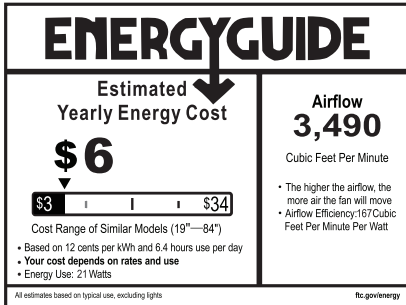 ENERGYGUIDE
Estimated
Yearly Energy Cost
$6
$3 $34
Cost Range of Similar Models (19"—84")
• Based on 12 cents per kWh and 6.4 hours use per day
• Your cost depends on rates and use
• Energy Use: 21 Watts
Airflow
3,490
Cubic Feet Per Minute
• The higher the airflow, the
more air the fan will move
• Airflow Efficiency:167Cubic
Feet Per Minute Per Watt
All estimates based on typical use, excluding lights
ftc.gov/energy